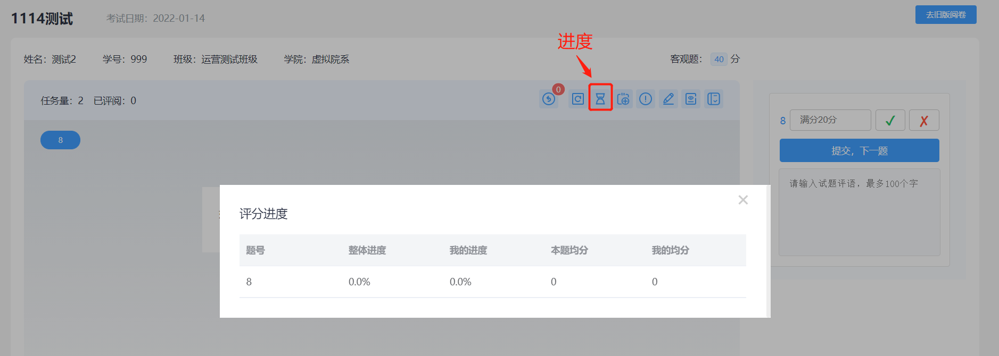 1114测试
考试日期：2022-01-14
去旧版阅卷
进度
姓名：测试2
学号：999
班级：运营测试班级
学院：虚拟院系
客观题： 40 分
任务量：2 已评阅：0
0
8
8 满分20分
提交，下一题
请输入试题评语，最多100个字
评分进度
题号 整体进度 我的进度 本题均分 我的均分
8 0.0% 0.0% 0 0